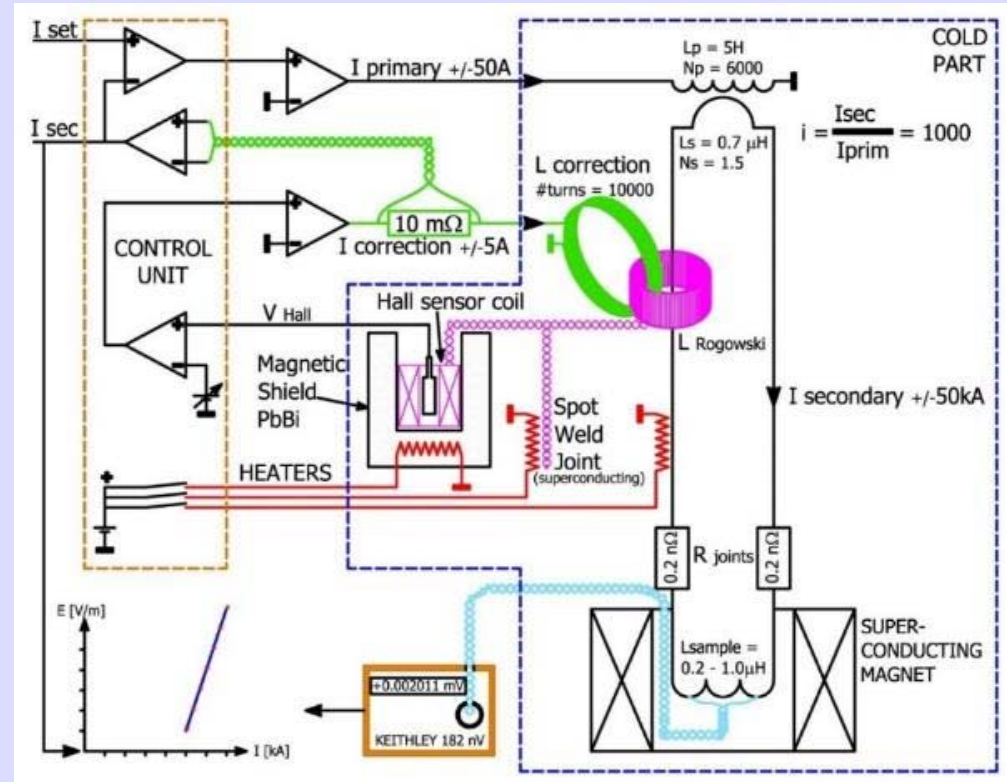 I set
I sec
I primary +/-50A
Lp = 5H
Np = 6000
COLD
PART
Ls = 0.7 µH
Ns = 1.5
i = Isec / Iprim = 1000
L correction
#turns = 10000
10 mΩ
I correction +/-5A
CONTROL
UNIT
V Hall
Hall sensor coil
L Rogowski
Magnetic
Shield
PbBi
Spot
Weld
Joint
(superconducting)
I secondary +/-50kA
HEATERS
0.2 nΩ
R joints
0.2 nΩ
E [V/m]
I [kA]
+0.002011 mV
KEITHLEY 182 nV
Lsample =
0.2 - 1.0µH
SUPER-
CONDUCTING
MAGNET